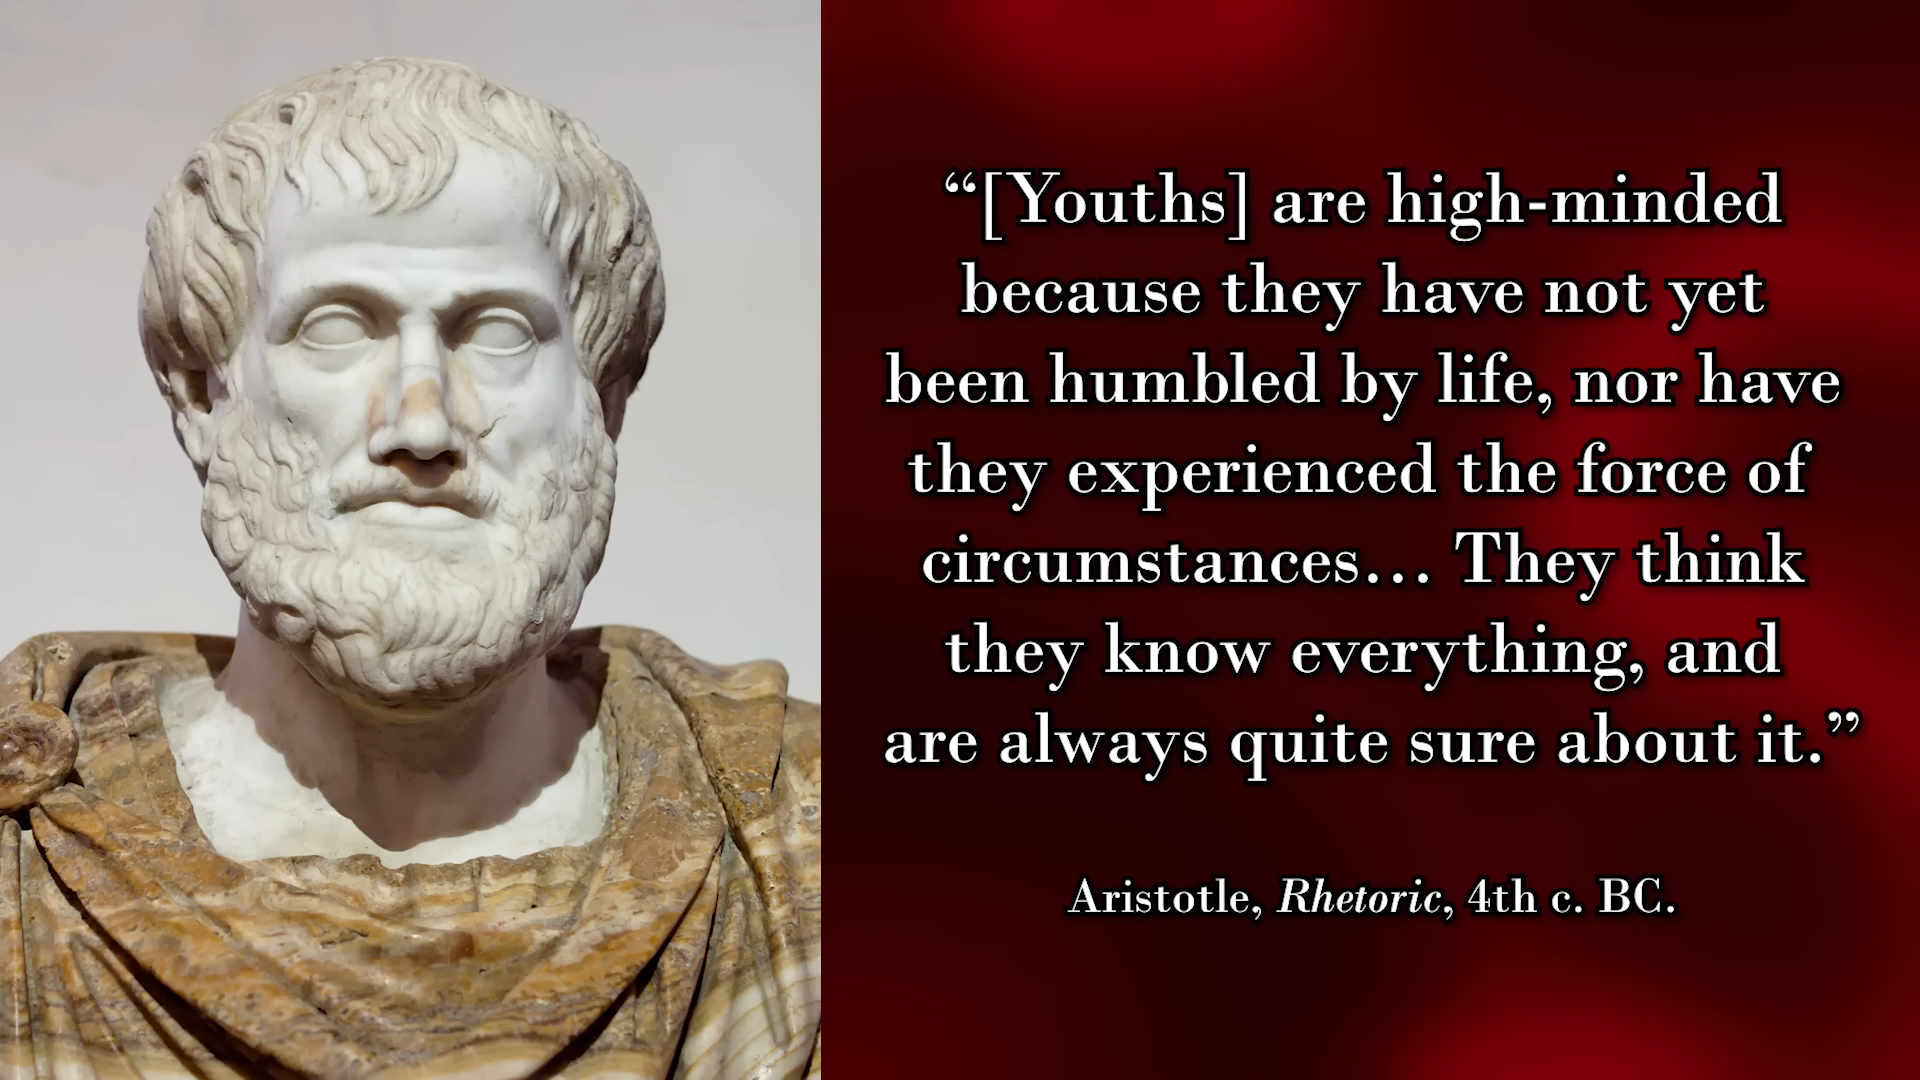 “[Youths] are high-minded
because they have not yet
been humbled by life, nor have
they experienced the force of
circumstances… They think
they know everything, and
are always quite sure about it.”
Aristotle, Rhetoric, 4th c. BC.